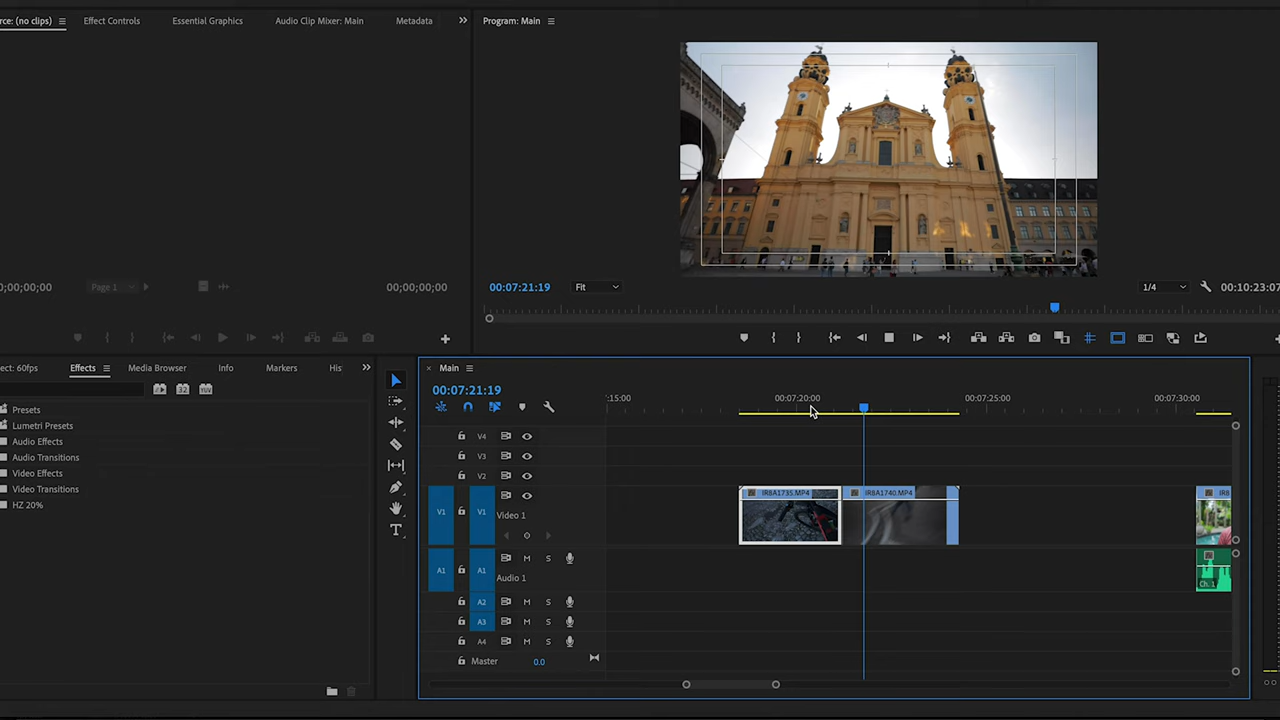 rce: (no clips) Effect Controls Essential Graphics Audio Clip Mixer: Main Metadata
Program: Main
0;00;00;00 Page 1 00;00;00;00
00:07:21:19 Fit 1/4 00:10:23:07
ect: 60fps Effects Media Browser Info Markers His
Presets
Lumetri Presets
Audio Effects
Audio Transitions
Video Effects
Video Transitions
HZ 20%
Main
00:07:21:19
:15:00 00:07:20:00 00:07:25:00 00:07:30:00
V4
V3
V2
V1 V1 Video 1
IR8A1735.MP4 IR8A1740.MP4 IR8
A1 A1 M S Audio 1
Ch. 1
A2 M S
A3 M S
A4 M S
Master 0.0